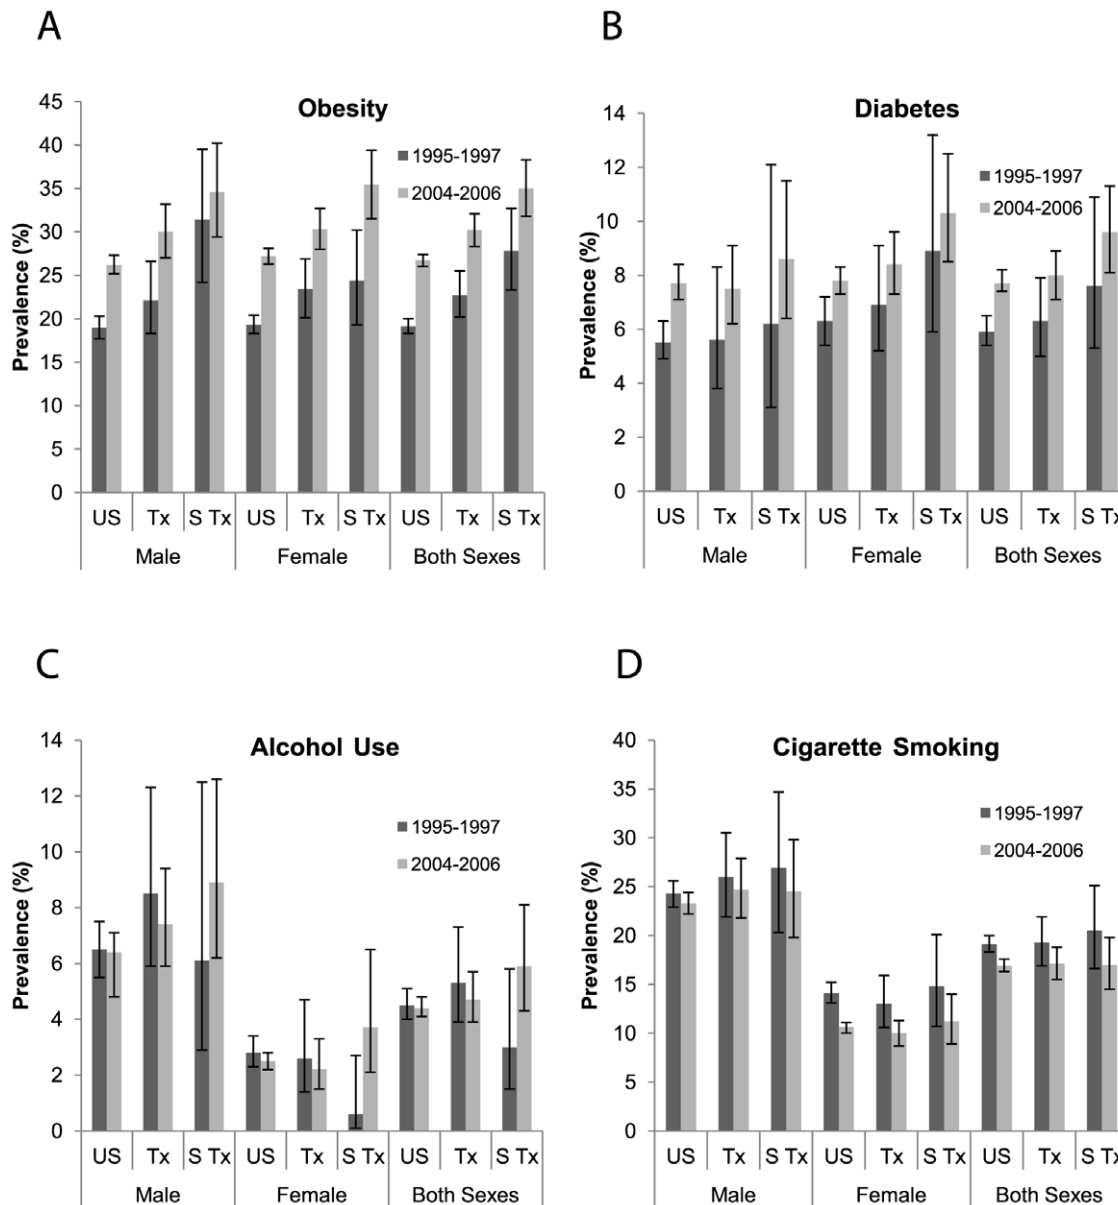 A
Obesity
45
40
35
30
25
20
15
10
5
0
Prevalence (%)
1995-1997
2004-2006
US Tx S Tx US Tx S Tx US Tx S Tx
Male Female Both Sexes
B
Diabetes
14
12
10
8
6
4
2
0
Prevalence (%)
1995-1997
2004-2006
US Tx S Tx US Tx S Tx US Tx S Tx
Male Female Both Sexes
C
Alcohol Use
14
12
10
8
6
4
2
0
Prevalence (%)
1995-1997
2004-2006
US Tx S Tx US Tx S Tx US Tx S Tx
Male Female Both Sexes
D
Cigarette Smoking
40
35
30
25
20
15
10
5
0
Prevalence (%)
1995-1997
2004-2006
US Tx S Tx US Tx S Tx US Tx S Tx
Male Female Both Sexes